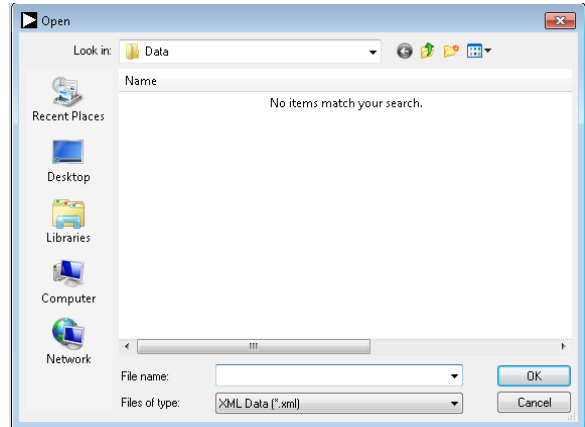 Open
Look in: Data
Name
No items match your search.
Recent Places
Desktop
Libraries
Computer
Network
File name: OK
Files of type: XML Data (*.xml) Cancel